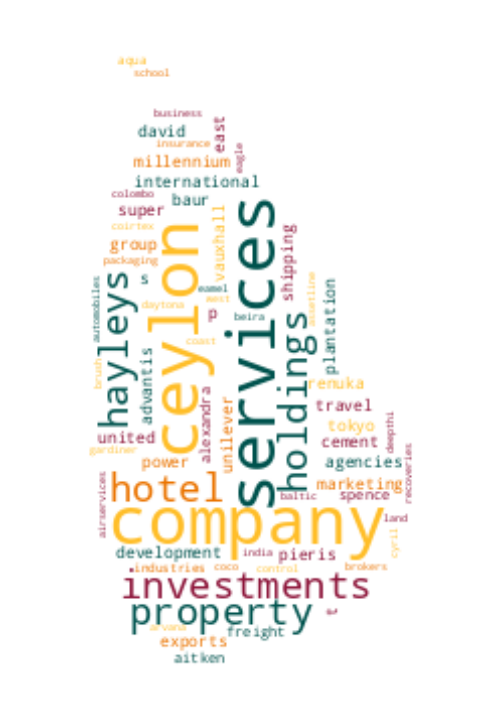 aqua
school
business
david
east
insurance
eagle
millennium
international
colombo
baur
super
services
coirtex
vauxhall
ceylon
shipping
group
packaging
hayleys
s
automobiles
eamel
assetline
plantation
west
daytona
p
beira
holdings
coast
advantis
brush
renuka
alexandra
unilever
travel
tokyo
deepthi
united
cement
gardiner
power
agencies
recoveries
hotel
marketing
airservices
baltic
spence
company
land
cyril
development
india
pieris
industries
coco
control
brokers
investments
property
t
arvana
freight
exports
aitken